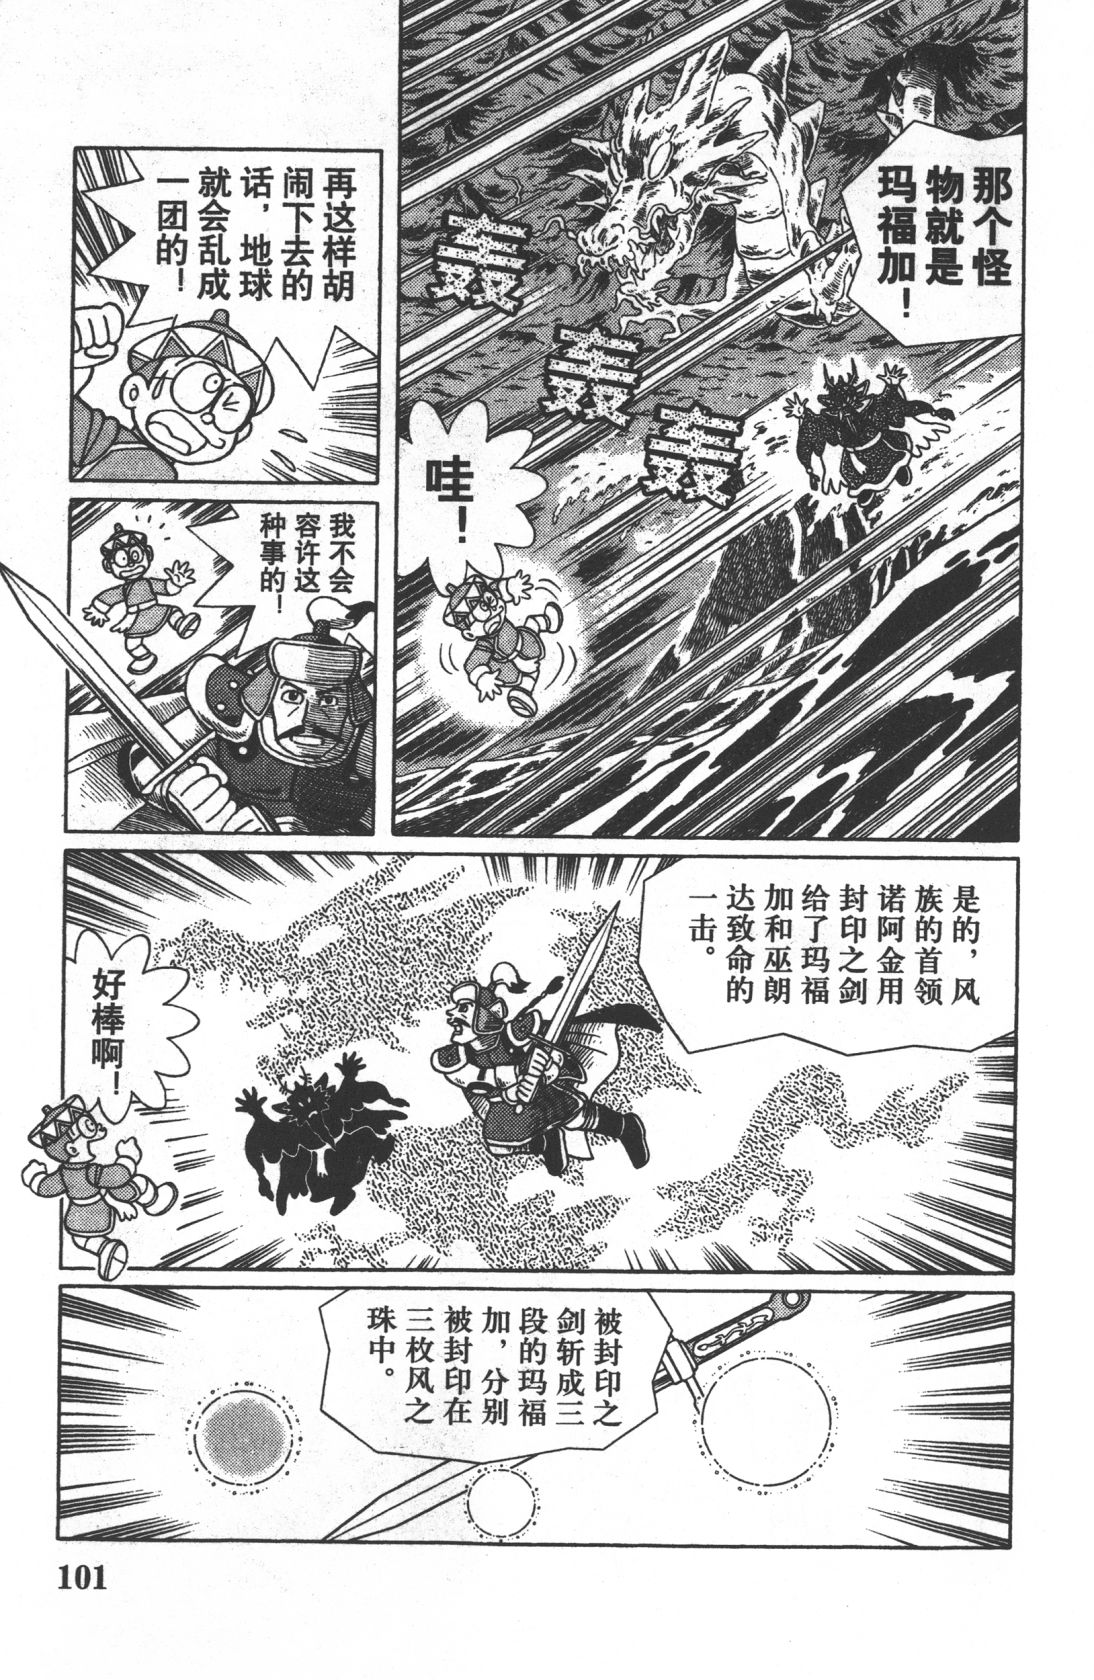 那个怪
物就是
玛福加！
轰
轰
轰
哇！
再这样胡
闹下去的
话，地球
就会乱成
一团的！
我不会
容许这
种事的！
是的，风
族的首领
诺阿金用
封印之剑
给了玛福
加和巫朗
达致命的
一击。
好棒啊！
被封印之
剑斩成三
段的玛福
加，分别
被封印在
三枚风之
珠中。
101